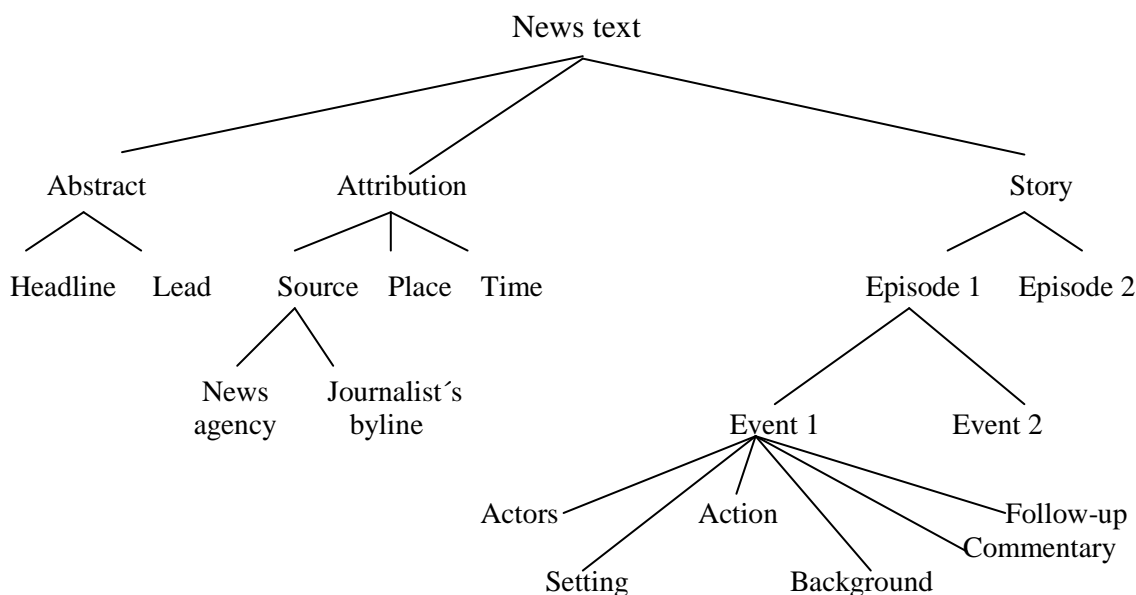 News text
Abstract Attribution Story
Headline Lead Source Place Time Episode 1 Episode 2
News Journalist´s
agency byline Event 1 Event 2
Actors Action Follow-up
Commentary
Setting Background